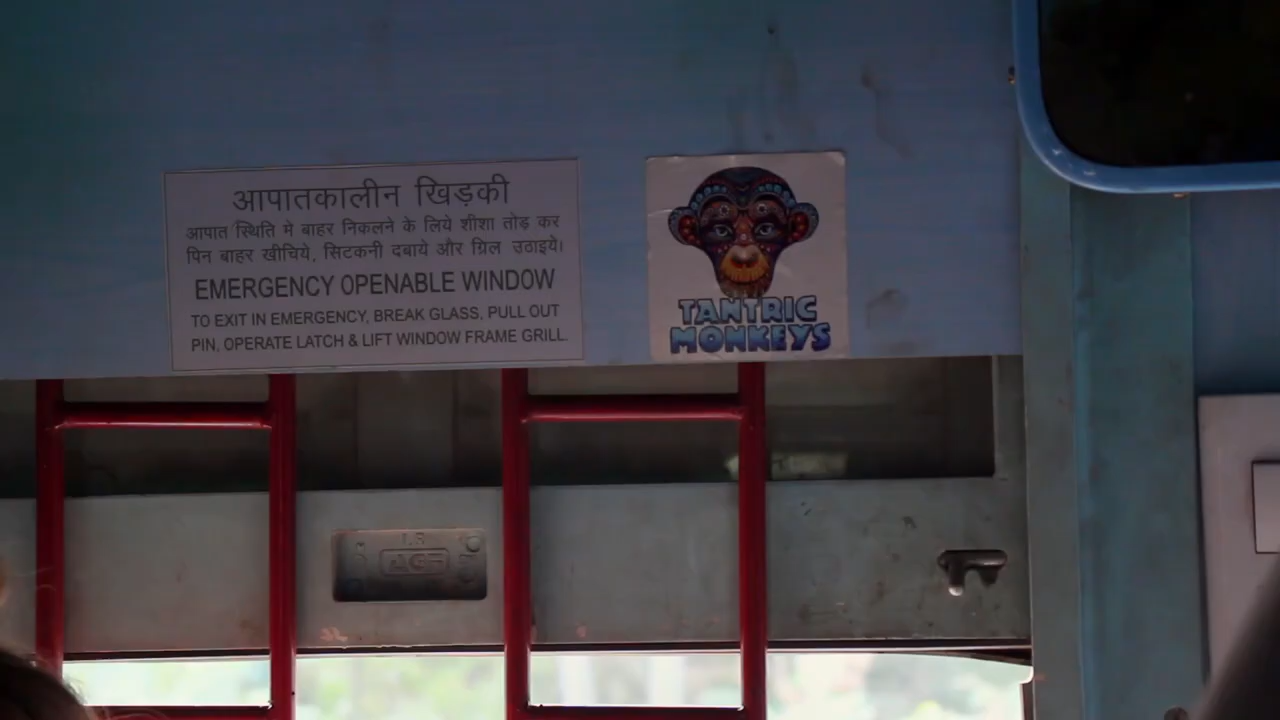 आपातकालीन खिड़की
आपात स्थिति मे बाहर निकलने के लिये शीशा तोड़ कर
पिन बाहर खीचिये, सिटकनी दबाये और ग्रिल उठाइये।
EMERGENCY OPENABLE WINDOW
TO EXIT IN EMERGENCY, BREAK GLASS, PULL OUT
PIN, OPERATE LATCH & LIFT WINDOW FRAME GRILL.
TANTRIC
MONKEYS